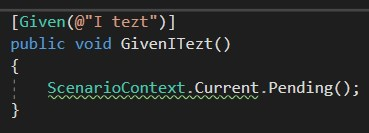 [Given(@"I tezt")]
public void GivenITezt()
{
ScenarioContext.Current.Pending();
}